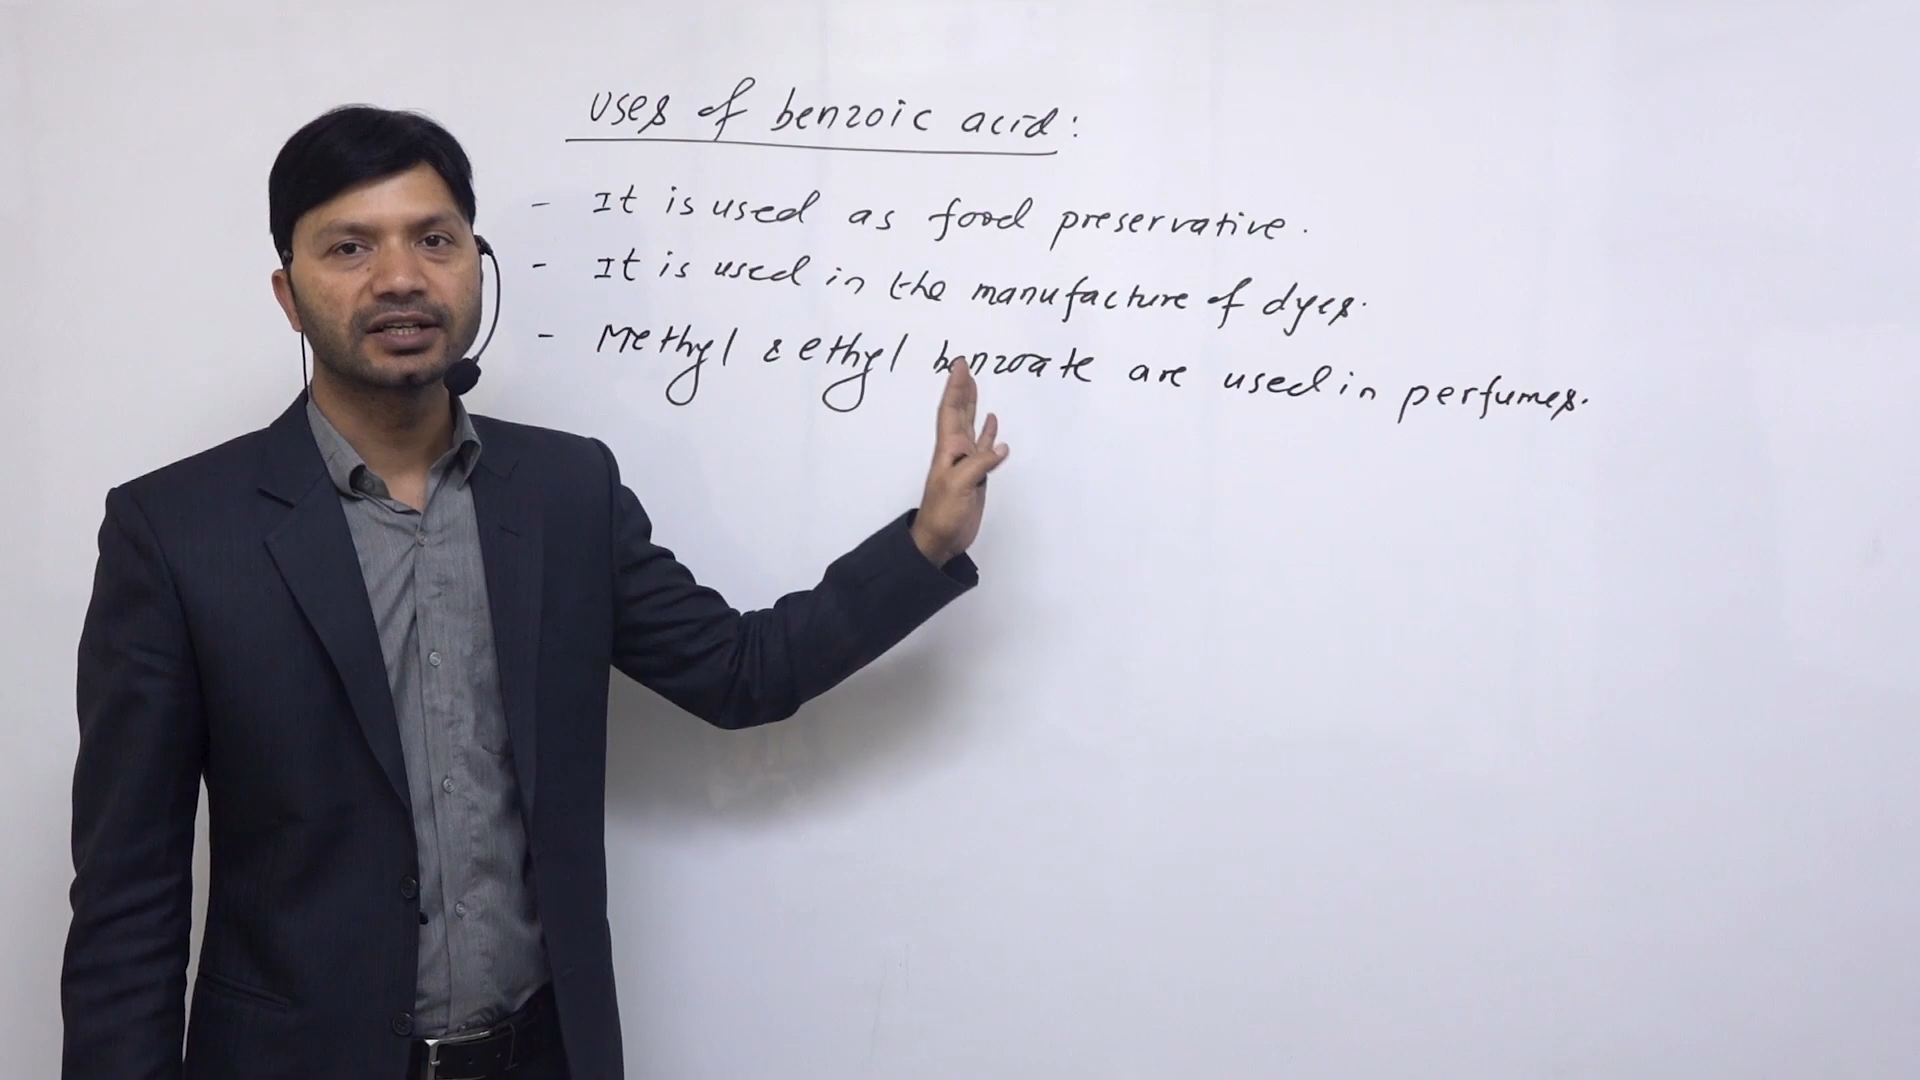 Uses of benzoic acid:
- It is used as food preservative.
- It is used in the manufacture of dyes.
- Methyl & ethyl benzoate are used in perfumes.